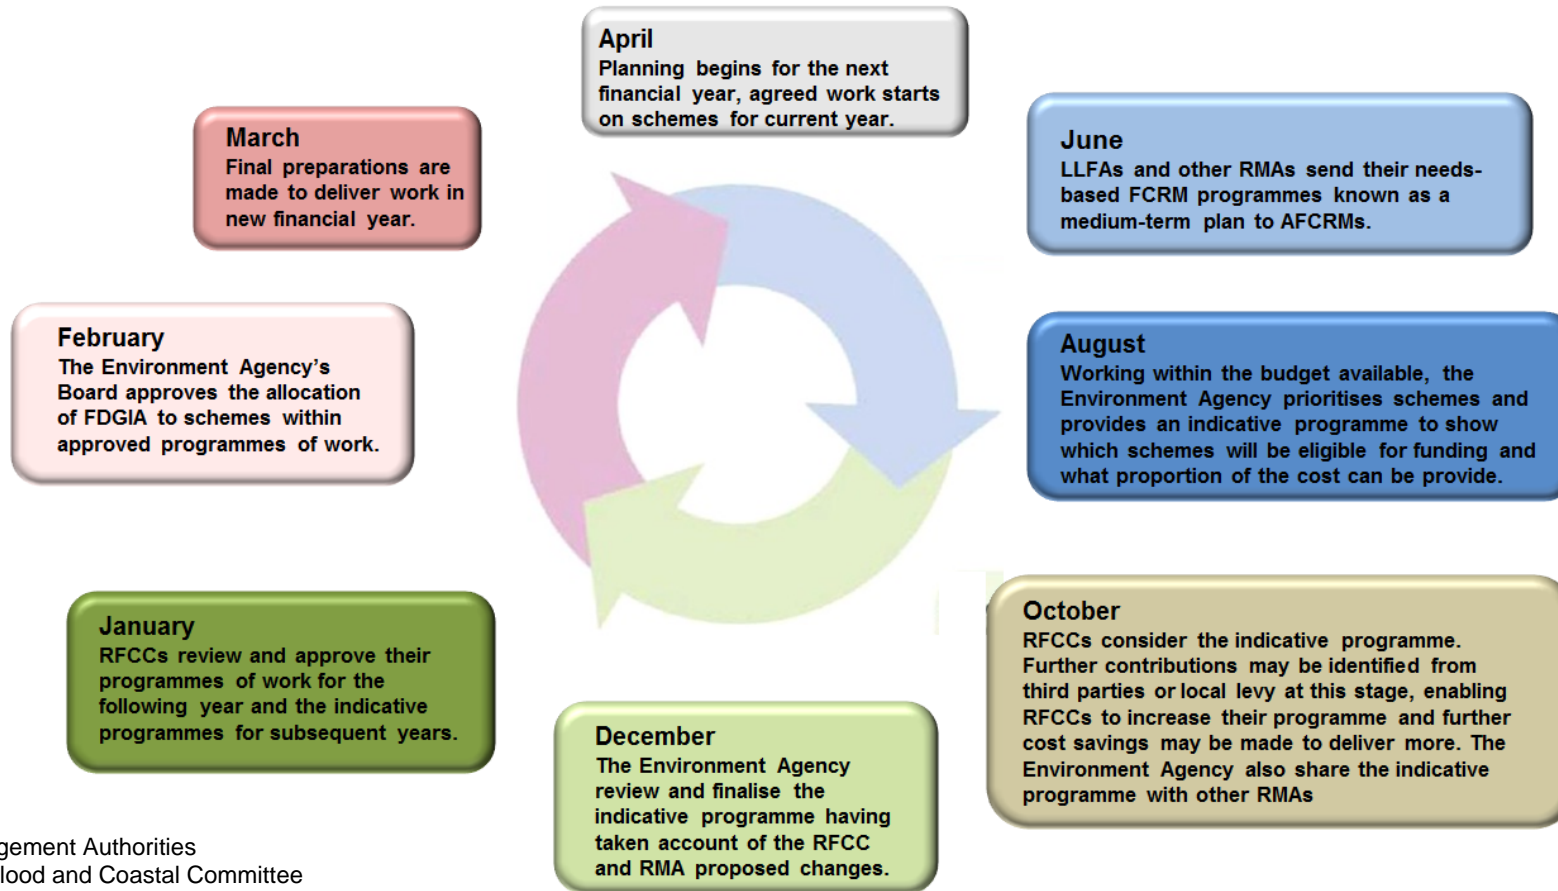 April
Planning begins for the next
financial year, agreed work starts
on schemes for current year.
June
LLFAs and other RMAs send their needs-
based FCRM programmes known as a
medium-term plan to AFCRMs.
August
Working within the budget available, the
Environment Agency prioritises schemes and
provides an indicative programme to show
which schemes will be eligible for funding and
what proportion of the cost can be provide.
October
RFCCs consider the indicative programme.
Further contributions may be identified from
third parties or local levy at this stage, enabling
RFCCs to increase their programme and further
cost savings may be made to deliver more. The
Environment Agency also share the indicative
programme with other RMAs
December
The Environment Agency
review and finalise the
indicative programme having
taken account of the RFCC
and RMA proposed changes.
January
RFCCs review and approve their
programmes of work for the
following year and the indicative
programmes for subsequent years.
February
The Environment Agency's
Board approves the allocation
of FDGIA to schemes within
approved programmes of work.
March
Final preparations are
made to deliver work in
new financial year.
gement Authorities
lood and Coastal Committee